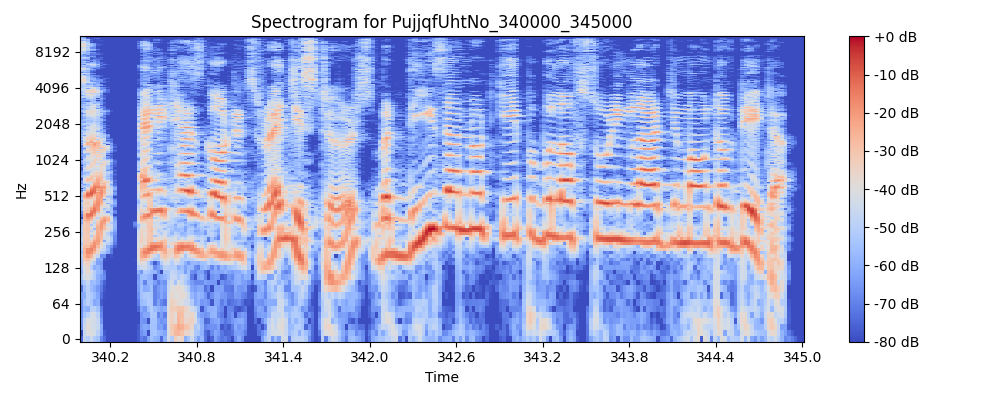 Spectrogram for PujjqfUhtNo_340000_345000
Hz
8192
4096
2048
1024
512
256
128
64
0
340.2 340.8 341.4 342.0 342.6 343.2 343.8 344.4 345.0
Time
+0 dB
-10 dB
-20 dB
-30 dB
-40 dB
-50 dB
-60 dB
-70 dB
-80 dB